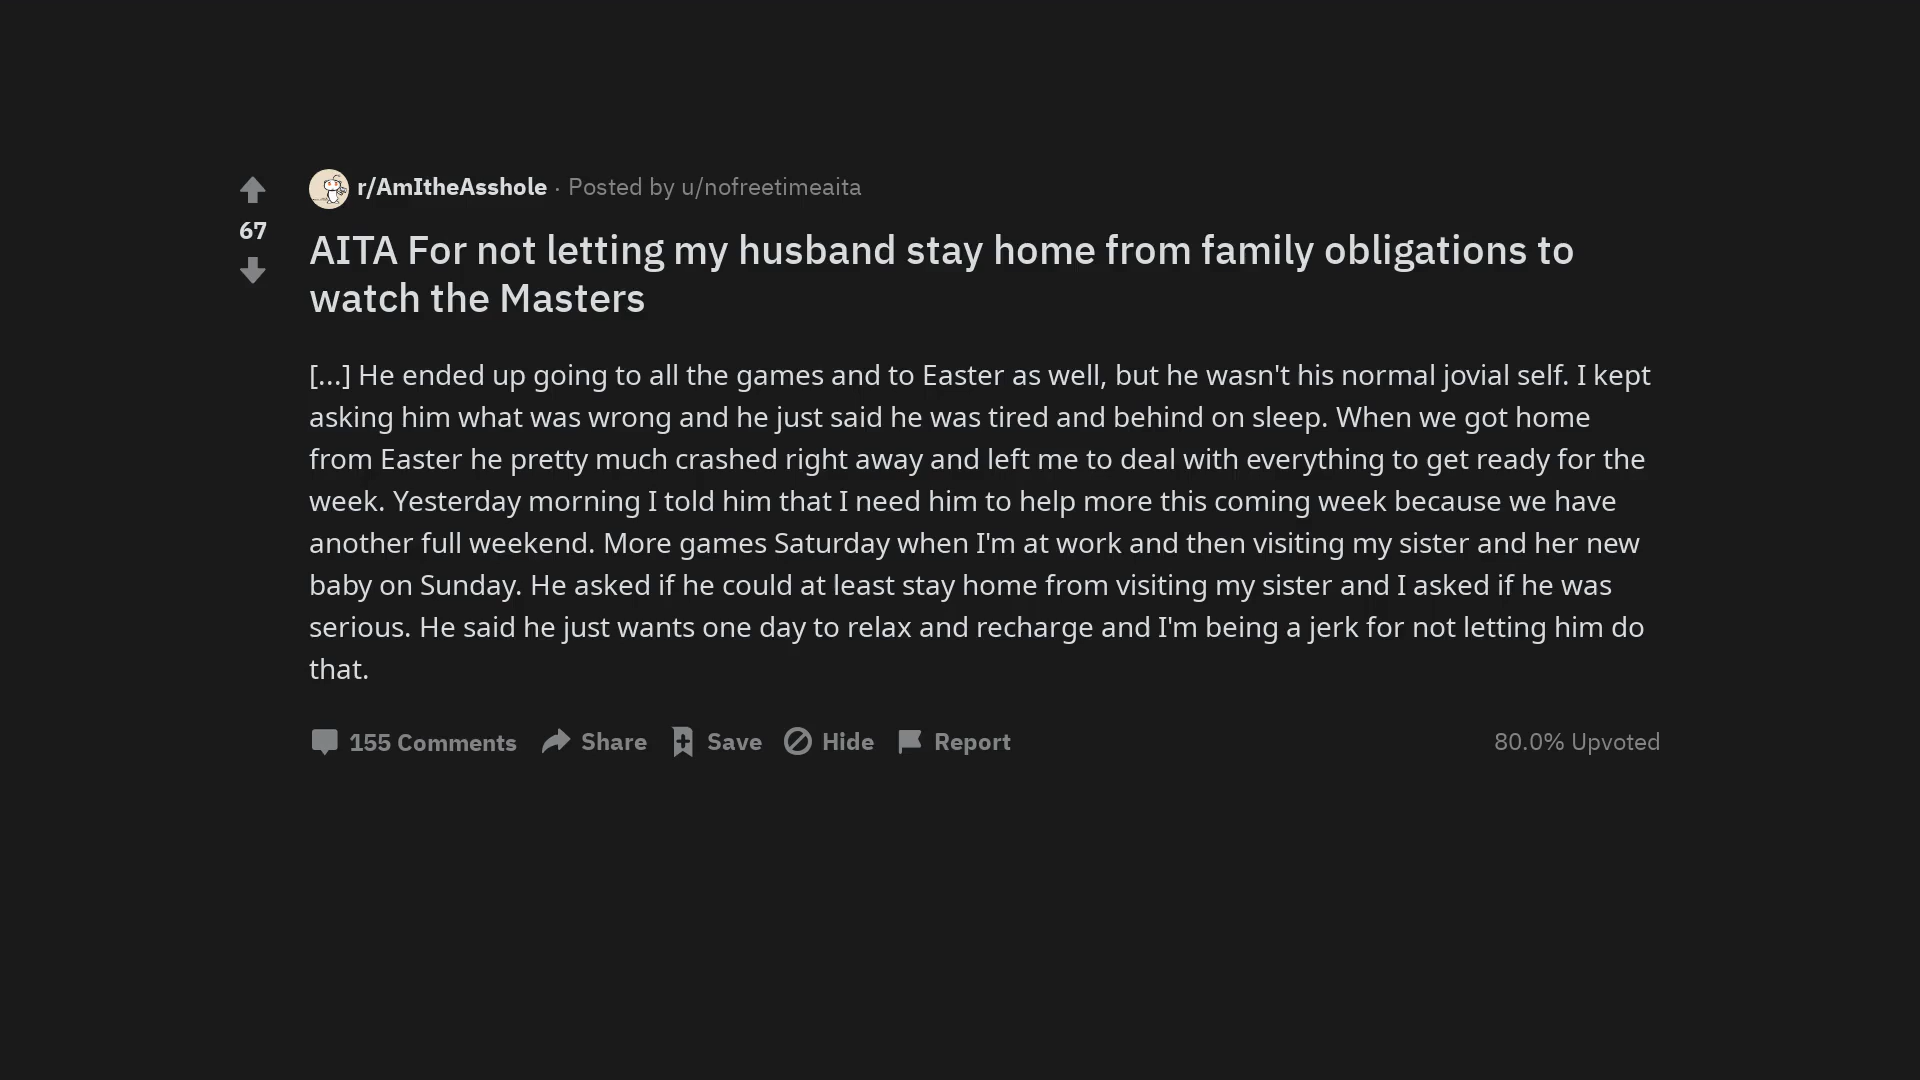 r/AmItheAsshole · Posted by u/nofreetimeaita
67
AITA For not letting my husband stay home from family obligations to
watch the Masters
[...] He ended up going to all the games and to Easter as well, but he wasn't his normal jovial self. I kept
asking him what was wrong and he just said he was tired and behind on sleep. When we got home
from Easter he pretty much crashed right away and left me to deal with everything to get ready for the
week. Yesterday morning I told him that I need him to help more this coming week because we have
another full weekend. More games Saturday when I'm at work and then visiting my sister and her new
baby on Sunday. He asked if he could at least stay home from visiting my sister and I asked if he was
serious. He said he just wants one day to relax and recharge and I'm being a jerk for not letting him do
that.
155 Comments Share Save Hide Report 80.0% Upvoted